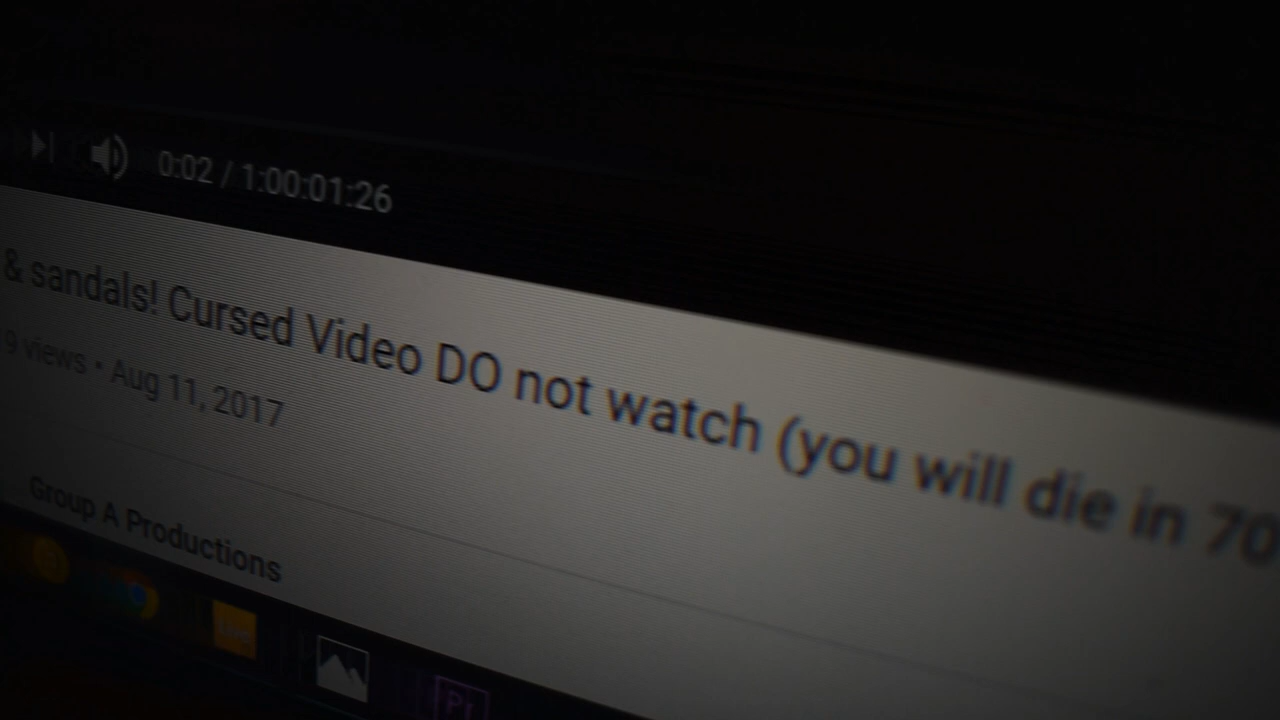 0:02 / 1:00:01:26
& sandals! Cursed Video DO not watch (you will die in 70
9 views • Aug 11, 2017
Group A Productions
Pr